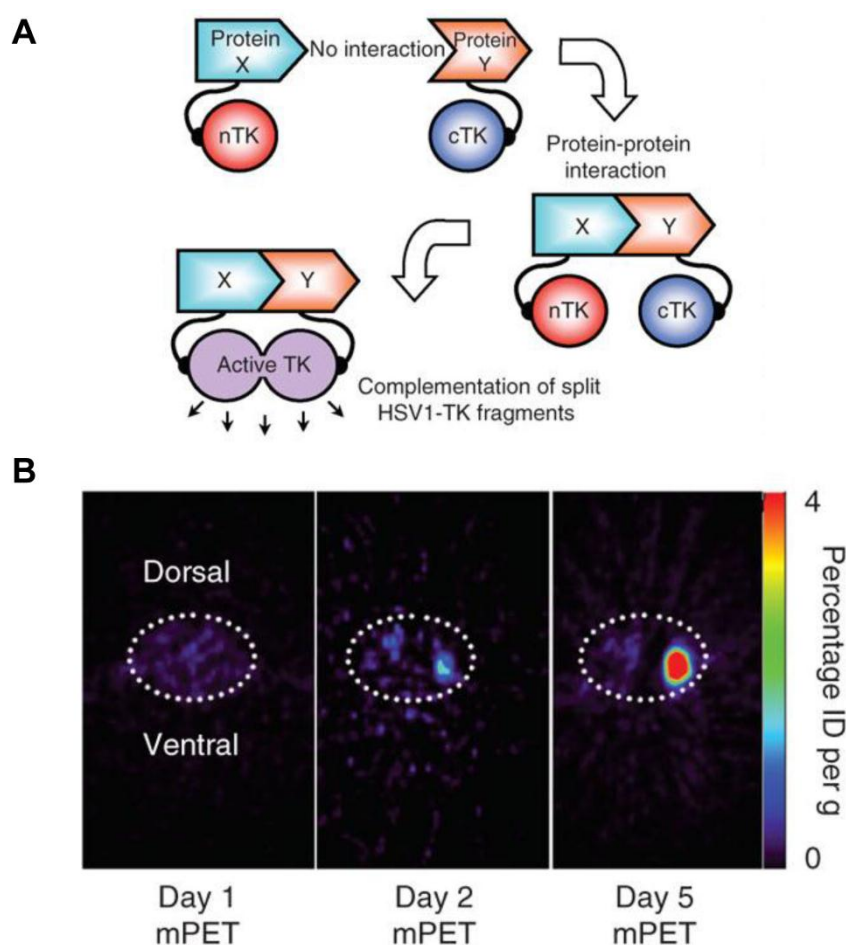 A
Protein
X
No interaction
Protein
Y
nTK
cTK
Protein-protein
interaction
X
Y
nTK
cTK
X
Y
Active TK
Complementation of split
HSV1-TK fragments
B
Dorsal
Ventral
4
Percentage ID per g
0
Day 1
mPET
Day 2
mPET
Day 5
mPET